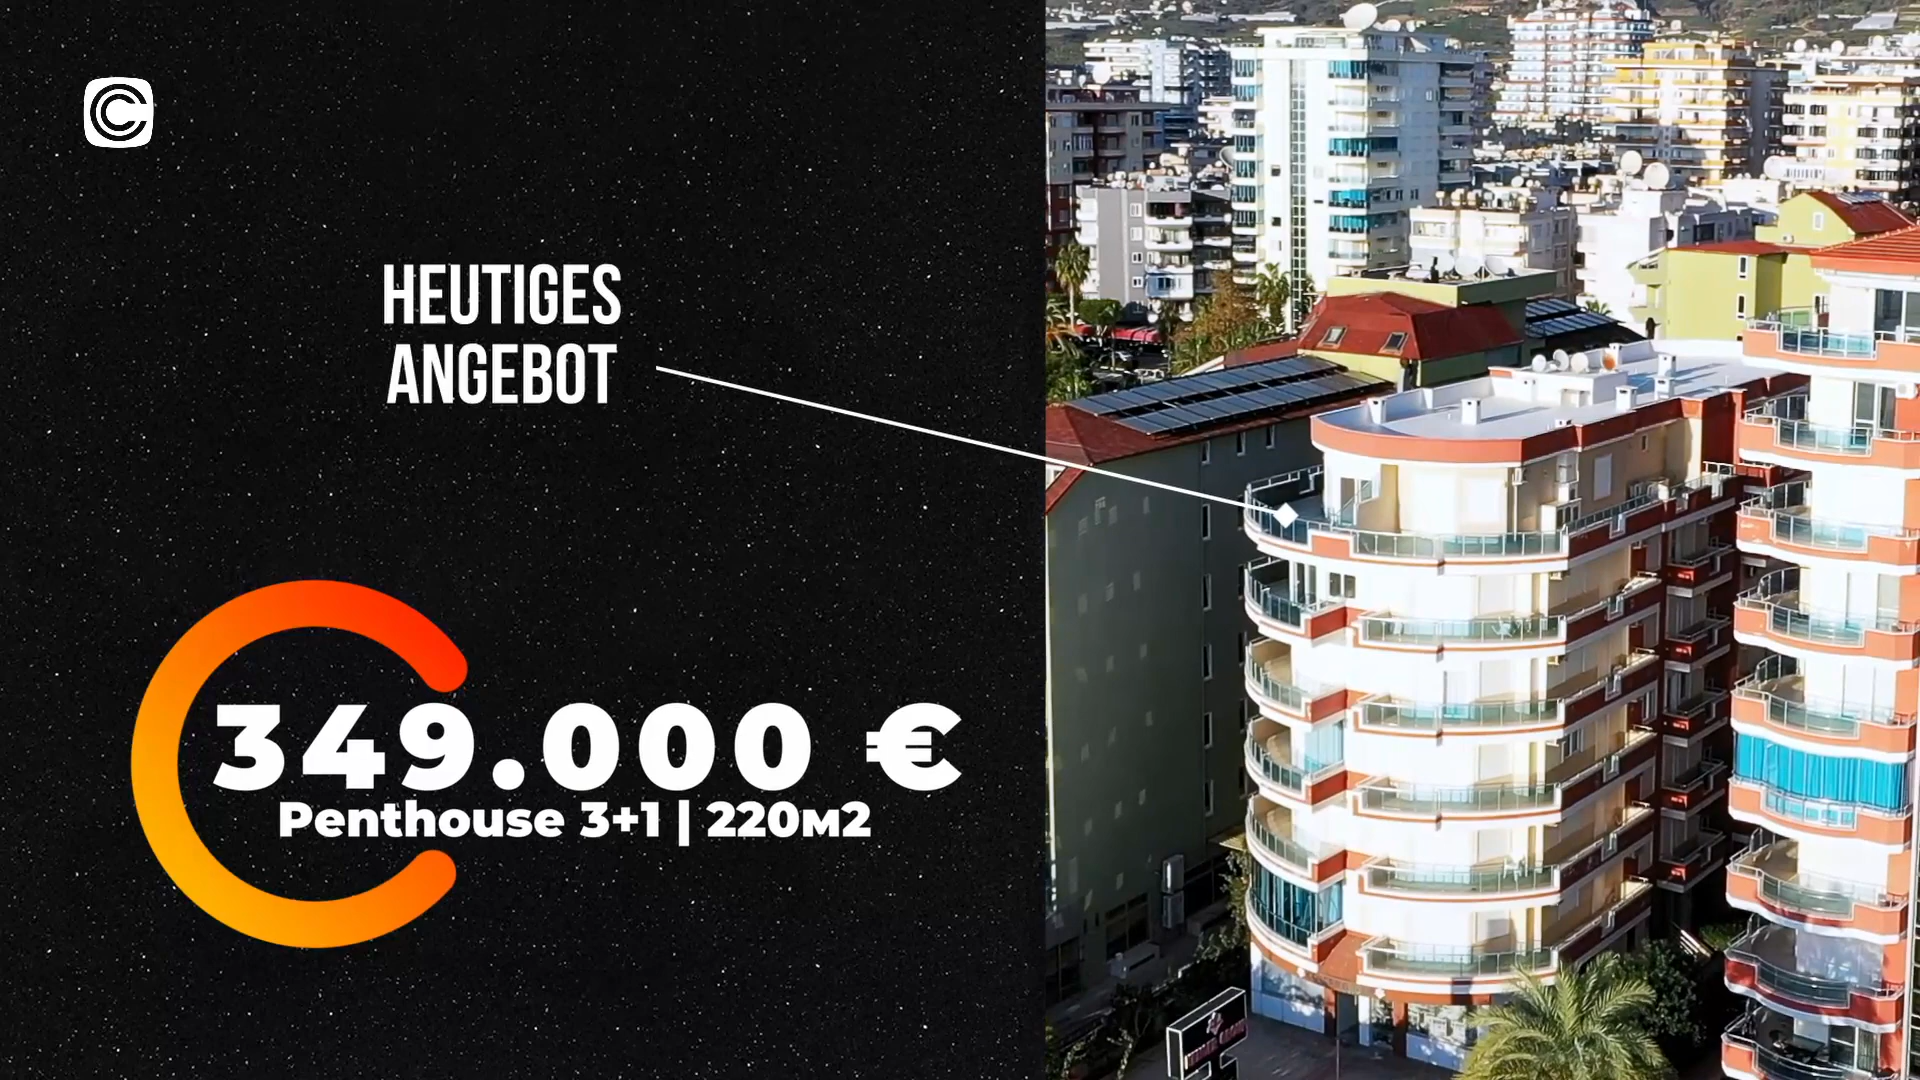 HEUTIGES
ANGEBOT
349.000 €
Penthouse 3+1 | 220м2